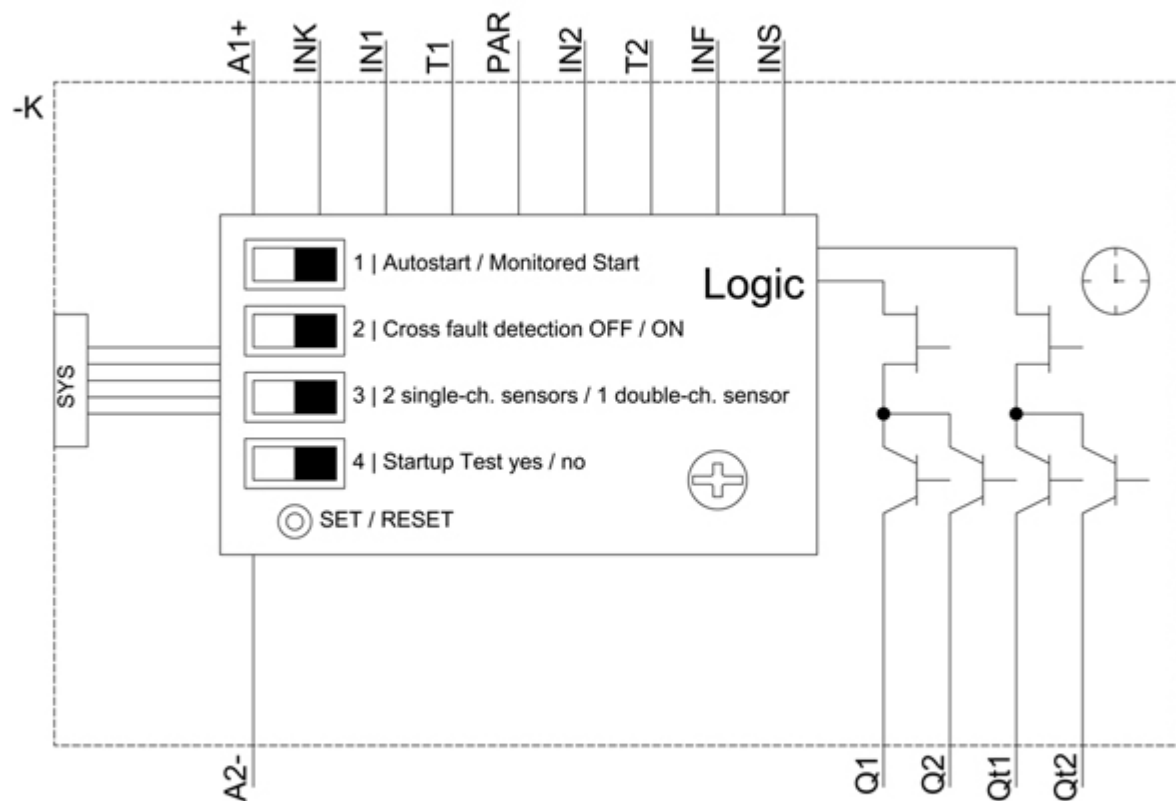 A1+
INK
IN1
T1
PAR
IN2
T2
INF
INS
-K
1 | Autostart / Monitored Start
Logic
2 | Cross fault detection OFF / ON
SYS
3 | 2 single-ch. sensors / 1 double-ch. sensor
4 | Startup Test yes / no
SET / RESET
A2-
Q1
Q2
Qt1
Qt2